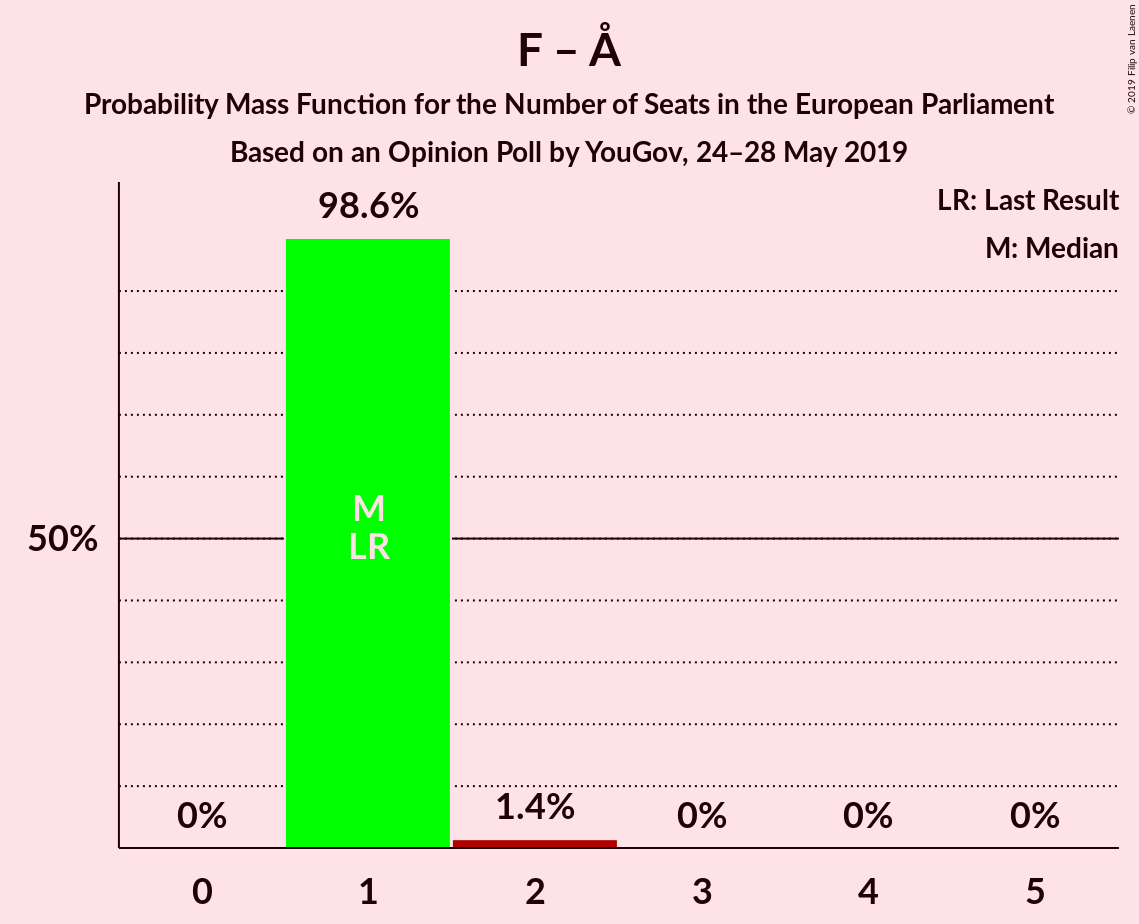 F – Å
Probability Mass Function for the Number of Seats in the European Parliament
Based on an Opinion Poll by YouGov, 24–28 May 2019
© 2019 Filip van Laenen
LR: Last Result
M: Median
98.6%
M
LR
50%
0%
1.4%
0%
0%
0%
0
1
2
3
4
5